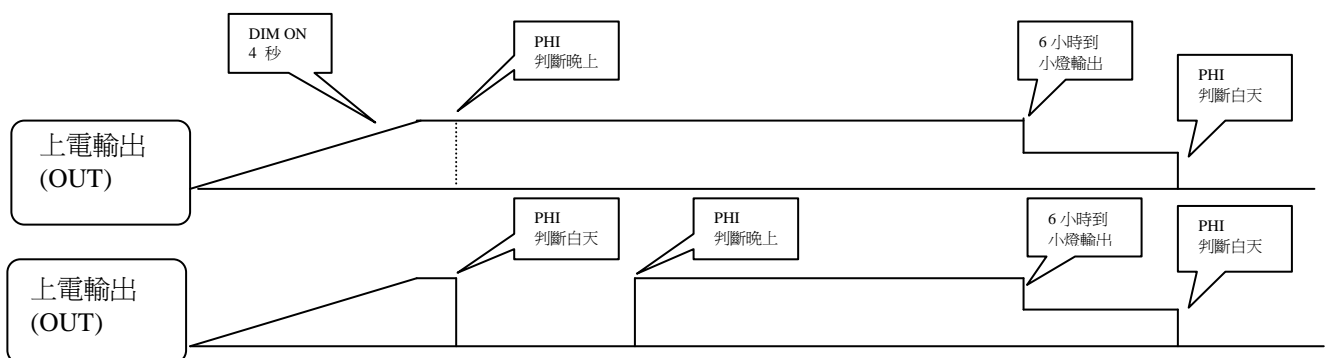 DIM ON
4 秒
PHI
判斷晚上
6 小時到
小燈輸出
PHI
判斷白天
上電輸出
(OUT)
PHI
判斷白天
PHI
判斷晚上
6 小時到
小燈輸出
PHI
判斷白天
上電輸出
(OUT)